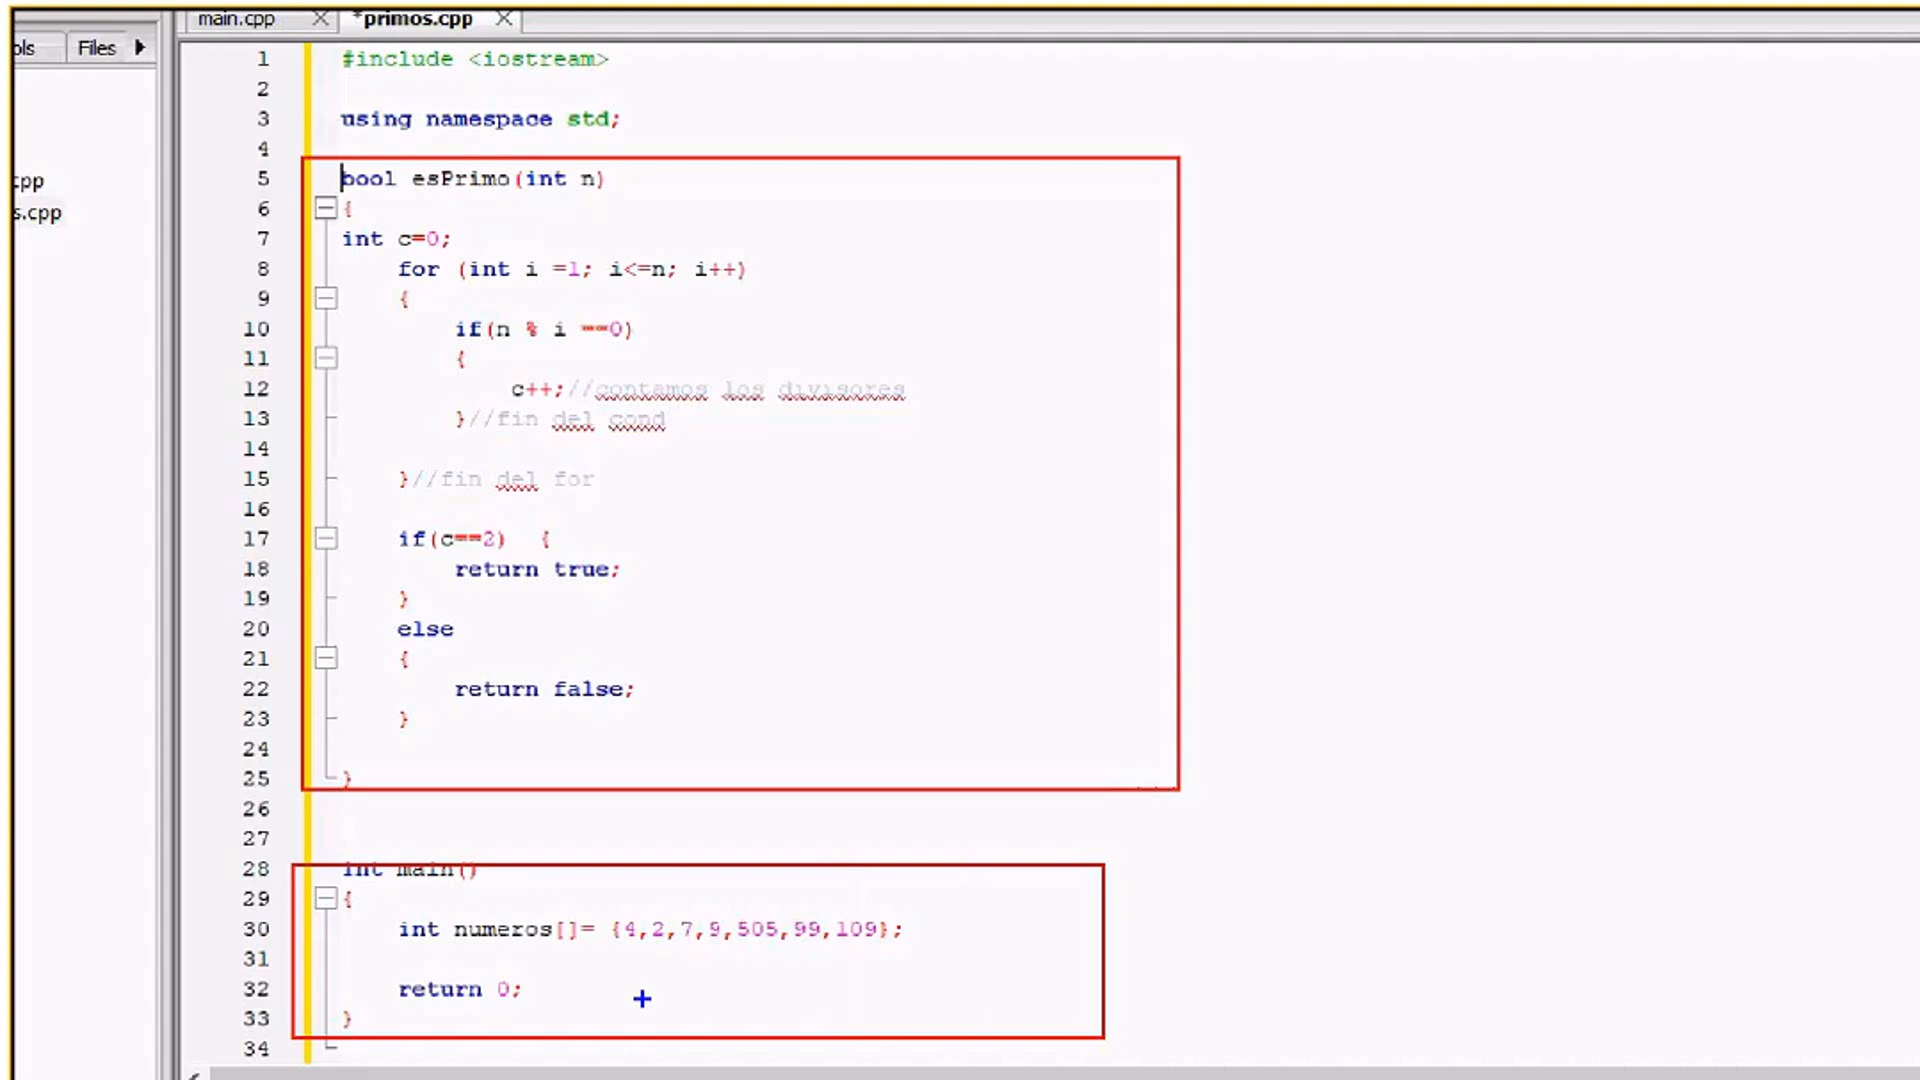 main.cpp
*primos.cpp
ols
Files
cpp
s.cpp
1 #include <iostream>
2
3 using namespace std;
4
5 bool esPrimo(int n)
6 {
7 int c=0;
8 for (int i =1; i<=n; i++)
9 {
10 if(n % i ==0)
11 {
12 c++;//contamos los divisores
13 }//fin del cond
14
15 }//fin del for
16
17 if(c==2) {
18 return true;
19 }
20 else
21 {
22 return false;
23 }
24
25 }
26
27
28 int main()
29 {
30 int numeros[]= {4,2,7,9,505,99,109};
31
32 return 0;
33 }
34